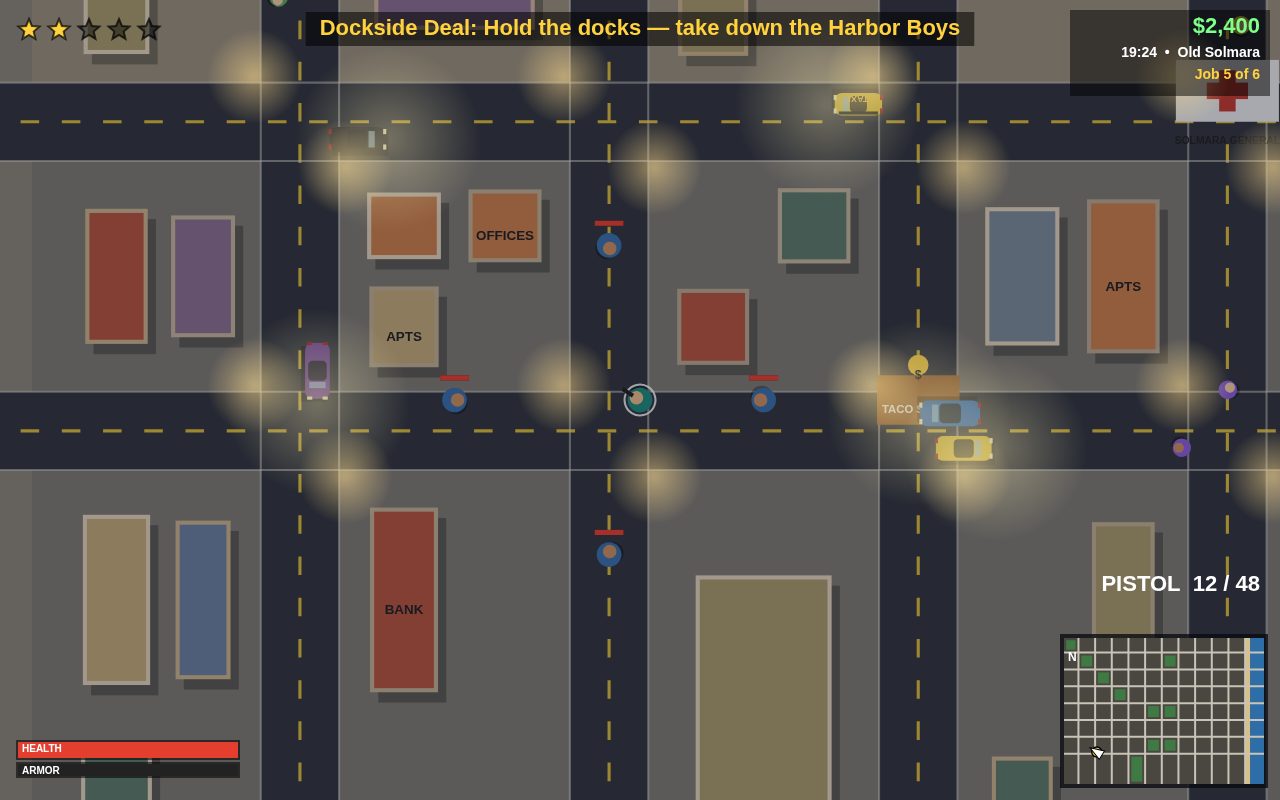 Dockside Deal: Hold the docks — take down the Harbor Boys
$2,400
19:24 • Old Solmara
Job 5 of 6
TAXI
SOLMARA GENERAL
OFFICES
APTS
APTS
$
TACO
BANK
PISTOL 12 / 48
N
HEALTH
ARMOR